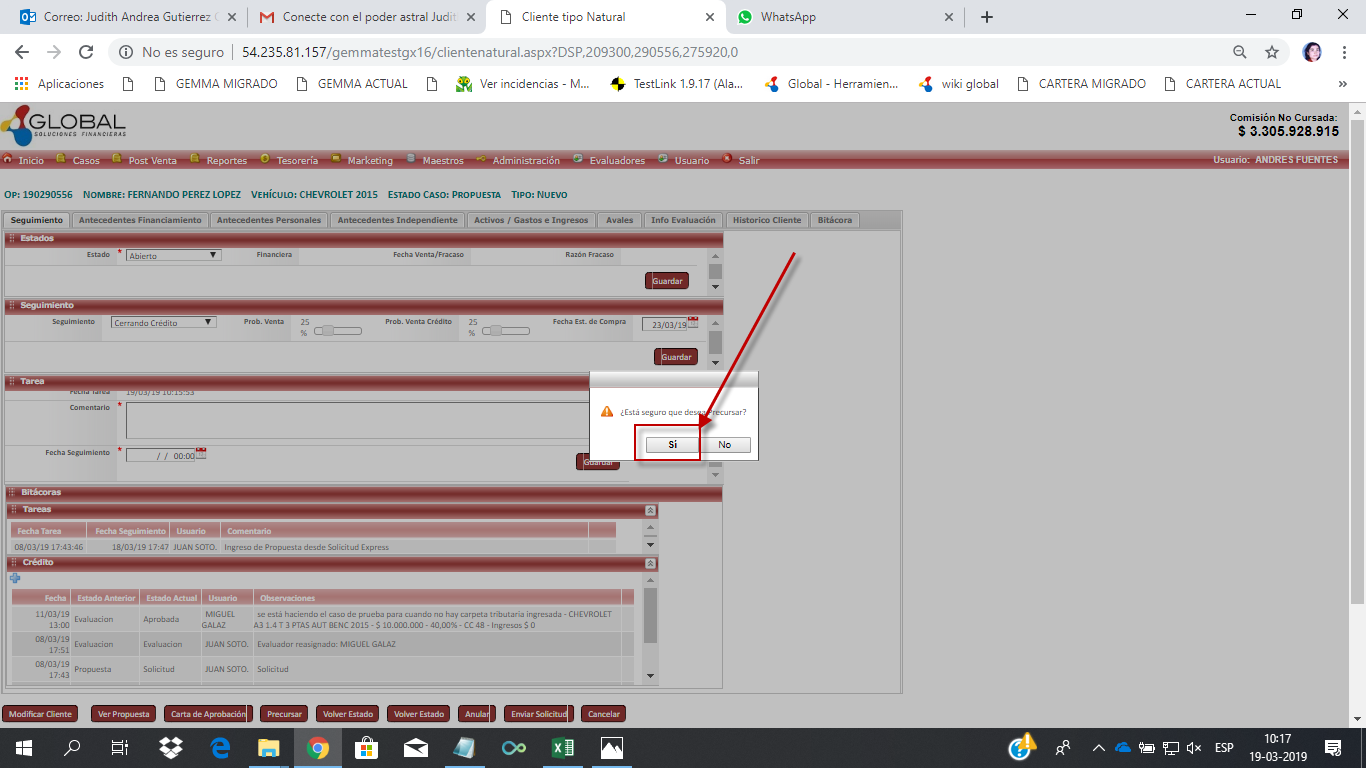 Correo: Judith Andrea Gutierrez
Conecte con el poder astral Judit
Cliente tipo Natural
WhatsApp
No es seguro
54.235.81.157/gemmatestgx16/clientenatural.aspx?DSP,209300,290556,275920,0
Aplicaciones
GEMMA MIGRADO
GEMMA ACTUAL
Ver incidencias - M...
TestLink 1.9.17 (Ala...
Global - Herramien...
wiki global
CARTERA MIGRADO
CARTERA ACTUAL
»
GLOBAL
SOLUCIONES FINANCIERAS
Comisión No Cursada:
$ 3.305.928.915
Inicio Casos Post Venta Reportes Tesorería Marketing Maestros Administración Evaluadores Usuario Salir
Usuario: ANDRES FUENTES
OP: 190290556 NOMBRE: FERNANDO PEREZ LOPEZ VEHÍCULO: CHEVROLET 2015 ESTADO CASO: PROPUESTA TIPO: NUEVO
Seguimiento Antecedentes Financiamiento Antecedentes Personales Antecedentes Independiente Activos / Gastos e Ingresos Avales Info Evaluación Historico Cliente Bitácora
Estados
Estado * Abierto Financiera Fecha Venta/Fracaso Razón Fracaso
Guardar
Seguimiento
Seguimiento Cerrando Crédito Prob. Venta 25 % Prob. Venta Crédito 25 % Fecha Est. de Compra 23/03/19
Guardar
Tarea
Fecha Tarea 19/03/19 10:15:53
Comentario *
¿Está seguro que desea Precursar?
Si No
Fecha Seguimiento * / / 00:00
Guardar
Bitácoras
Tareas
Fecha Tarea Fecha Seguimiento Usuario Comentario
08/03/19 17:43:46 18/03/19 17:47 JUAN SOTO. Ingreso de Propuesta desde Solicitud Express
Crédito
Fecha Estado Anterior Estado Actual Usuario Observaciones
11/03/19 13:00 Evaluacion Aprobada MIGUEL GALAZ se está haciendo el caso de prueba para cuando no hay carpeta tributaria ingresada - CHEVROLET
A3 1.4 T 3 PTAS AUT BENC 2015 - $ 10.000.000 - 40,00% - CC 48 - Ingresos $ 0
08/03/19 17:51 Evaluacion Evaluacion JUAN SOTO. Evaluador reasignado: MIGUEL GALAZ
08/03/19 17:43 Propuesta Solicitud JUAN SOTO. Solicitud
Modificar Cliente Ver Propuesta Carta de Aprobación Precursar Volver Estado Volver Estado Anular Enviar Solicitud Cancelar
ESP
10:17
19-03-2019